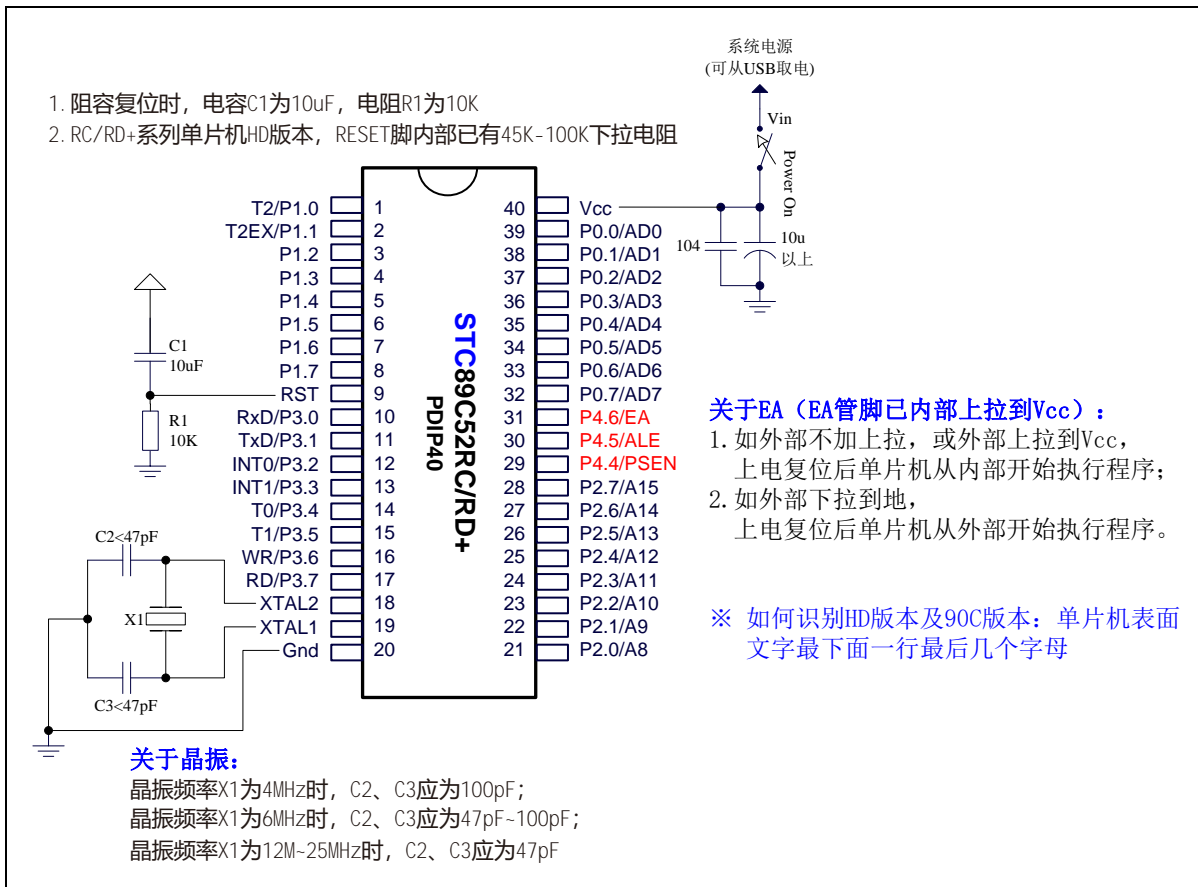 系统电源
(可从USB取电)
Vin
Power On
1. 阻容复位时，电容C1为10uF，电阻R1为10K
2. RC/RD+系列单片机HD版本，RESET脚内部已有45K-100K下拉电阻
T2/P1.0 1
T2EX/P1.1 2
P1.2 3
P1.3 4
P1.4 5
P1.5 6
P1.6 7
P1.7 8
RST 9
RxD/P3.0 10
TxD/P3.1 11
INT0/P3.2 12
INT1/P3.3 13
T0/P3.4 14
T1/P3.5 15
WR/P3.6 16
RD/P3.7 17
XTAL2 18
XTAL1 19
Gnd 20
STC89C52RC/RD+
PDIP40
40 Vcc
39 P0.0/AD0
38 P0.1/AD1
37 P0.2/AD2
36 P0.3/AD3
35 P0.4/AD4
34 P0.5/AD5
33 P0.6/AD6
32 P0.7/AD7
31 P4.6/EA
30 P4.5/ALE
29 P4.4/PSEN
28 P2.7/A15
27 P2.6/A14
26 P2.5/A13
25 P2.4/A12
24 P2.3/A11
23 P2.2/A10
22 P2.1/A9
21 P2.0/A8
104
10u
以上
C1
10uF
R1
10K
C2<47pF
X1
C3<47pF
关于EA（EA管脚已内部上拉到Vcc）：
1.如外部不加上拉，或外部上拉到Vcc，
上电复位后单片机从内部开始执行程序；
2.如外部下拉到地，
上电复位后单片机从外部开始执行程序。
※ 如何识别HD版本及90C版本：单片机表面
文字最下面一行最后几个字母
关于晶振：
晶振频率X1为4MHz时，C2、C3应为100pF；
晶振频率X1为6MHz时，C2、C3应为47pF~100pF；
晶振频率X1为12M~25MHz时，C2、C3应为47pF